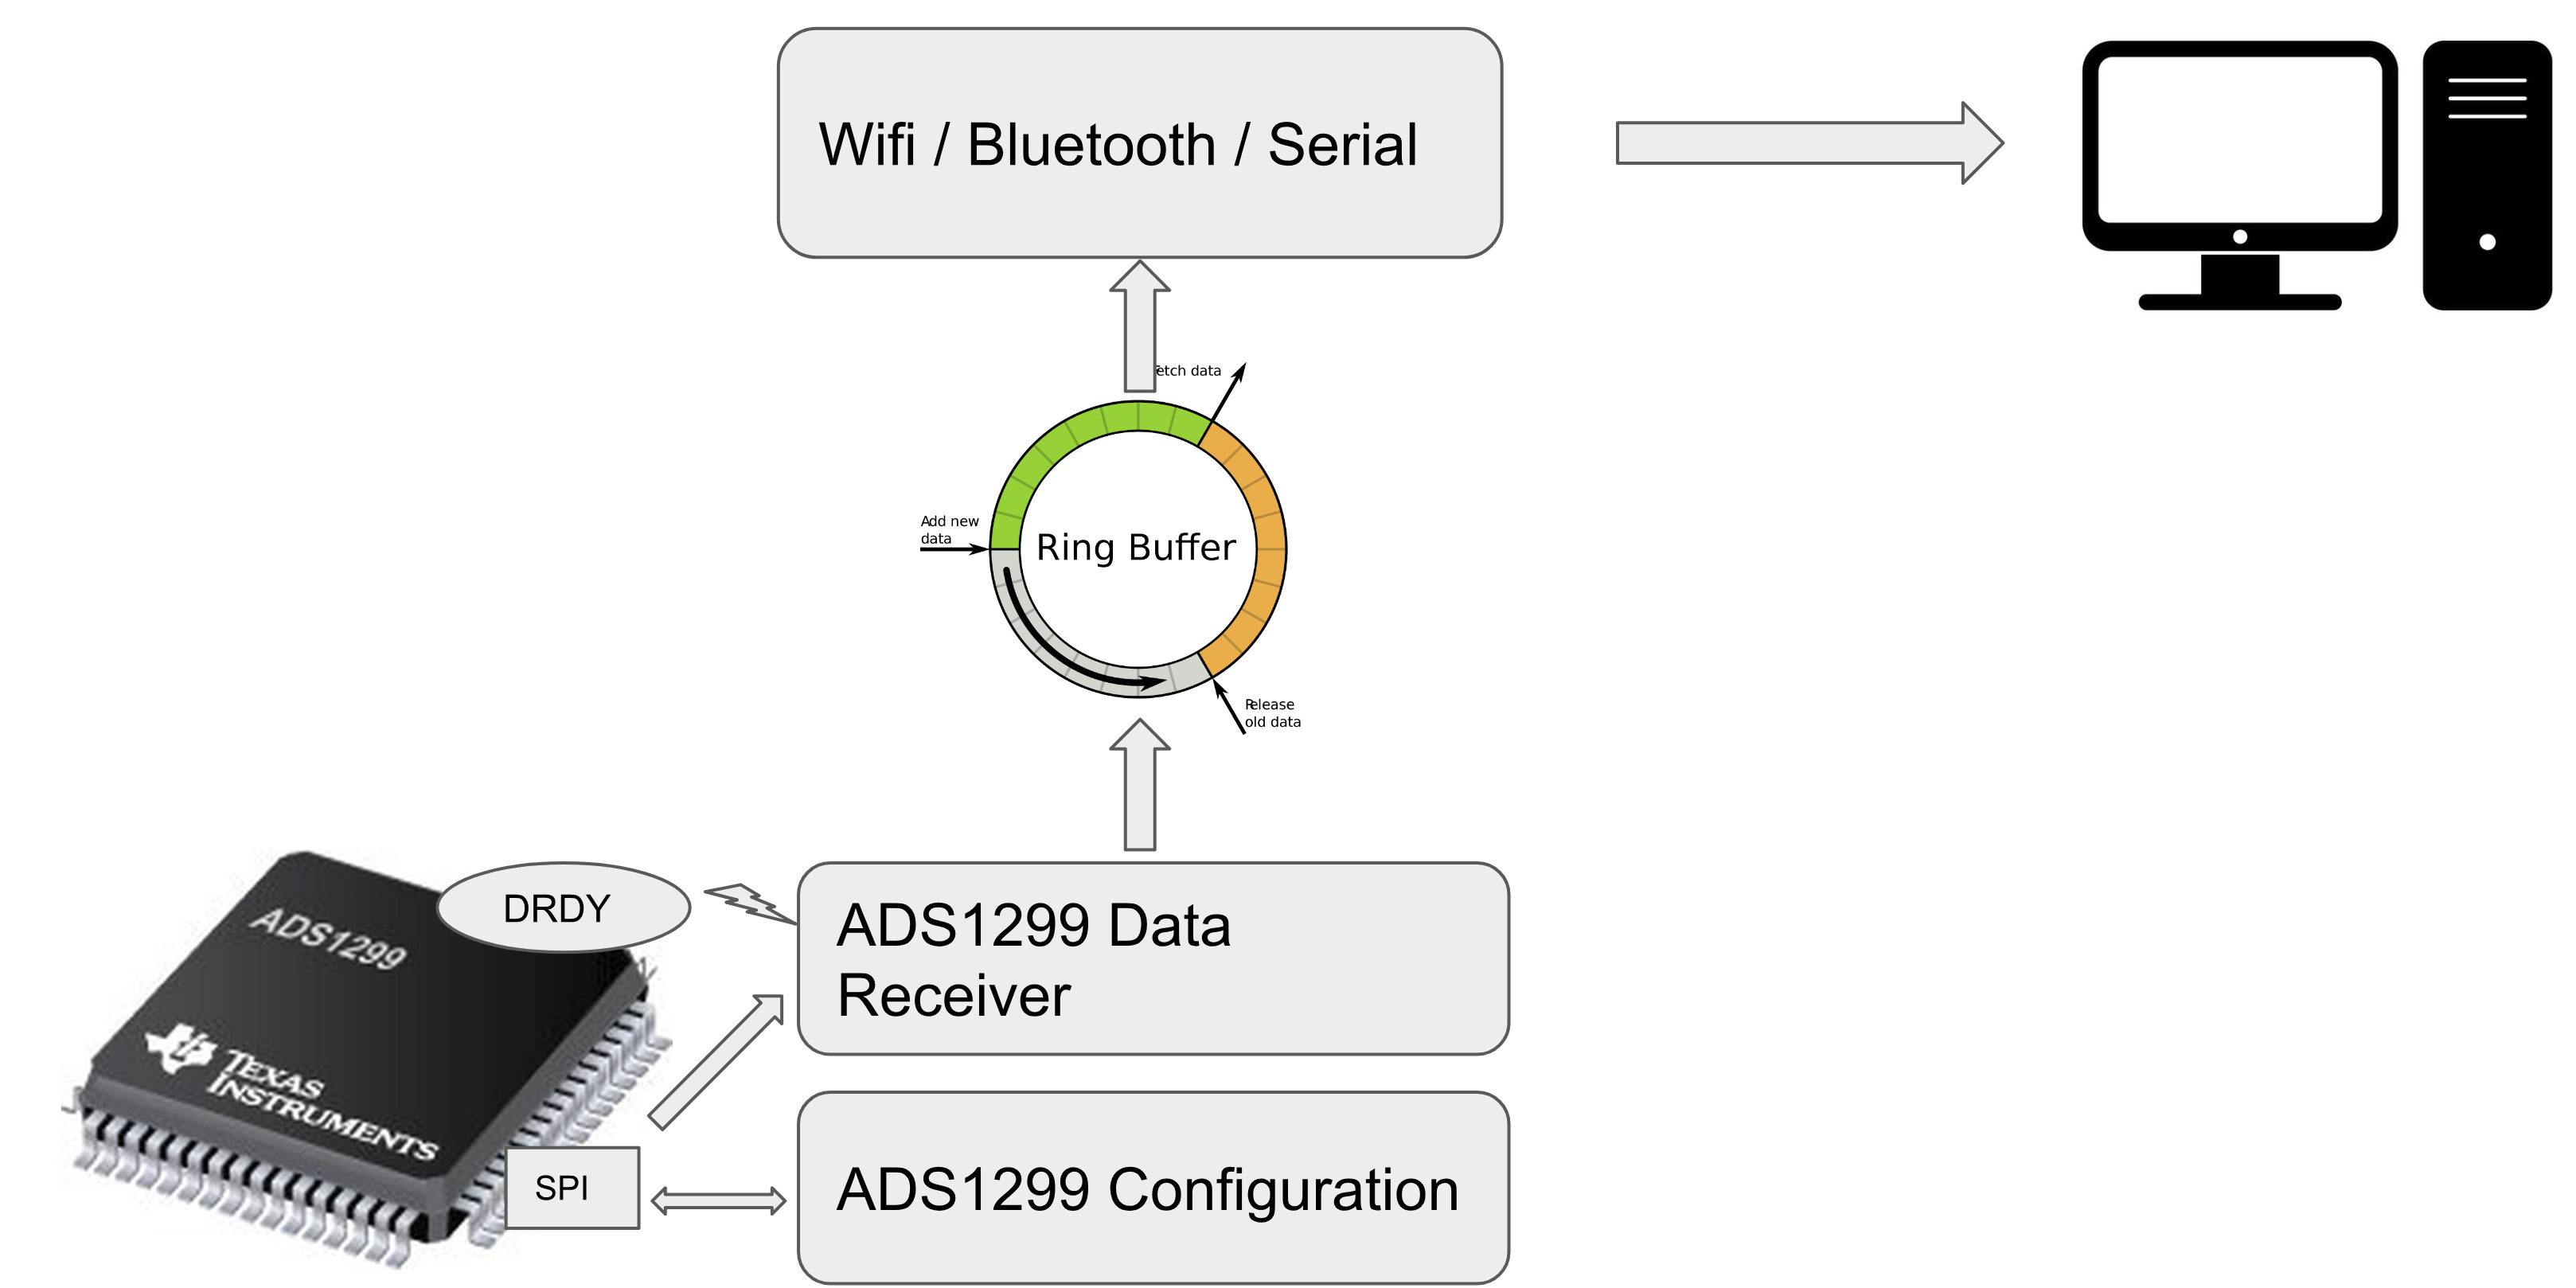 Wifi / Bluetooth / Serial
etch data
Add new
data
Ring Buffer
Release
old data
DRDY
ADS1299
ADS1299 Data
Receiver
TEXAS
INSTRUMENTS
SPI
ADS1299 Configuration